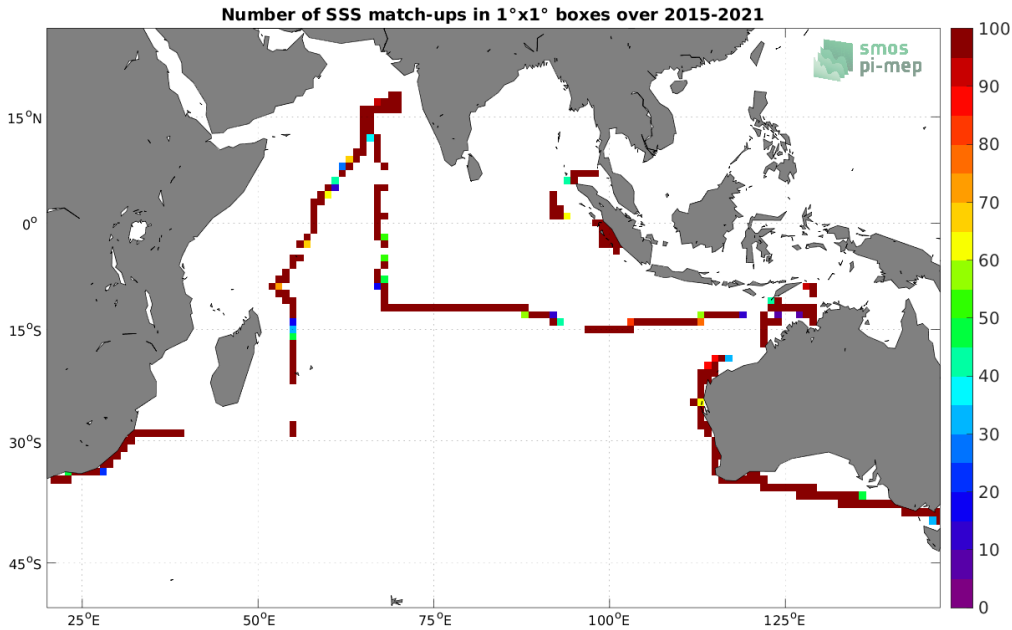 Number of SSS match-ups in 1°x1° boxes over 2015-2021
smos
pi-mep
100
90
80
70
60
50
40
30
20
10
0
15°N
0°
15°S
30°S
45°S
25°E
50°E
75°E
100°E
125°E